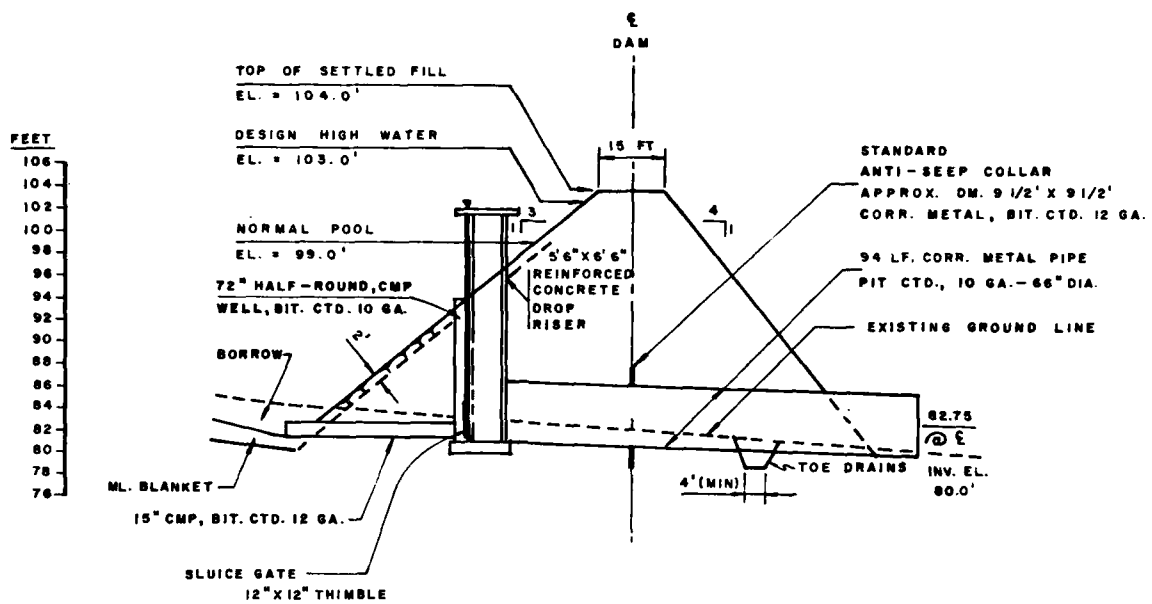 ℄
DAM
TOP OF SETTLED FILL
EL. = 104.0'
DESIGN HIGH WATER
EL. = 103.0'
NORMAL POOL
EL. = 99.0'
72" HALF-ROUND, CMP
WELL, BIT. CTD. 10 GA.
BORROW
2'
FEET
106
104
102
100
98
96
94
92
90
88
86
84
82
80
78
76
15 FT
3
1
4
1
5'6"X6'6"
REINFORCED
CONCRETE
DROP
RISER
STANDARD
ANTI-SEEP COLLAR
APPROX. DM. 9 1/2' X 9 1/2'
CORR. METAL, BIT. CTD. 12 GA.
94 LF. CORR. METAL PIPE
PIT CTD., 10 GA.-66" DIA.
EXISTING GROUND LINE
82.75
@ ℄
INV. EL.
80.0'
TOE DRAINS
4' (MIN)
ML. BLANKET
15" CMP, BIT. CTD. 12 GA.
SLUICE GATE
12"X12" THIMBLE